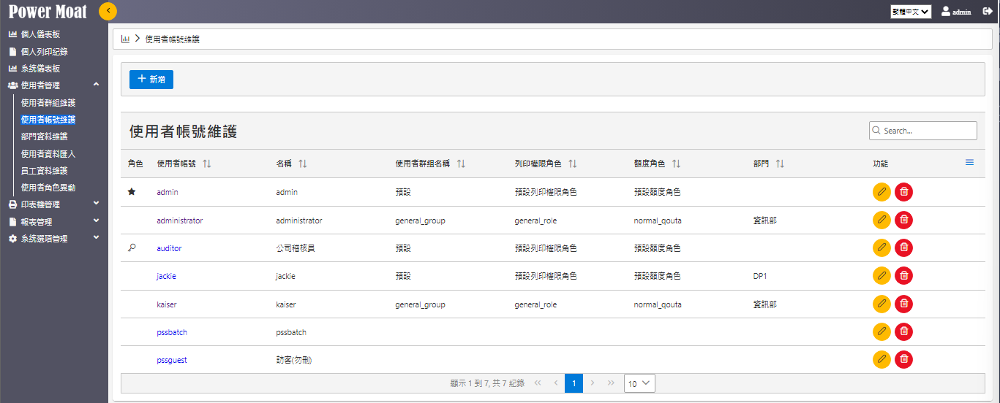 Power Moat
繁體中文
admin
個人儀表板
個人列印紀錄
系統儀表板
使用者管理
使用者群組維護
使用者帳號維護
部門資料維護
使用者資料匯入
員工資料維護
使用者角色異動
印表機管理
報表管理
系統選項管理
使用者帳號維護
新增
使用者帳號維護
Search...
角色 使用者帳號 名稱 使用者群組名稱 列印權限角色 額度角色 部門 功能
admin admin 預設 預設列印權限角色 預設額度角色
administrator administrator general_group general_role normal_qouta 資訊部
auditor 公司稽核員 預設 預設列印權限角色 預設額度角色
jackie jackie 預設 預設列印權限角色 預設額度角色 DP1
kaiser kaiser general_group general_role normal_qouta 資訊部
pssbatch pssbatch
pssguest 訪客(勿刪)
顯示 1 到 7, 共 7 紀錄 1 10